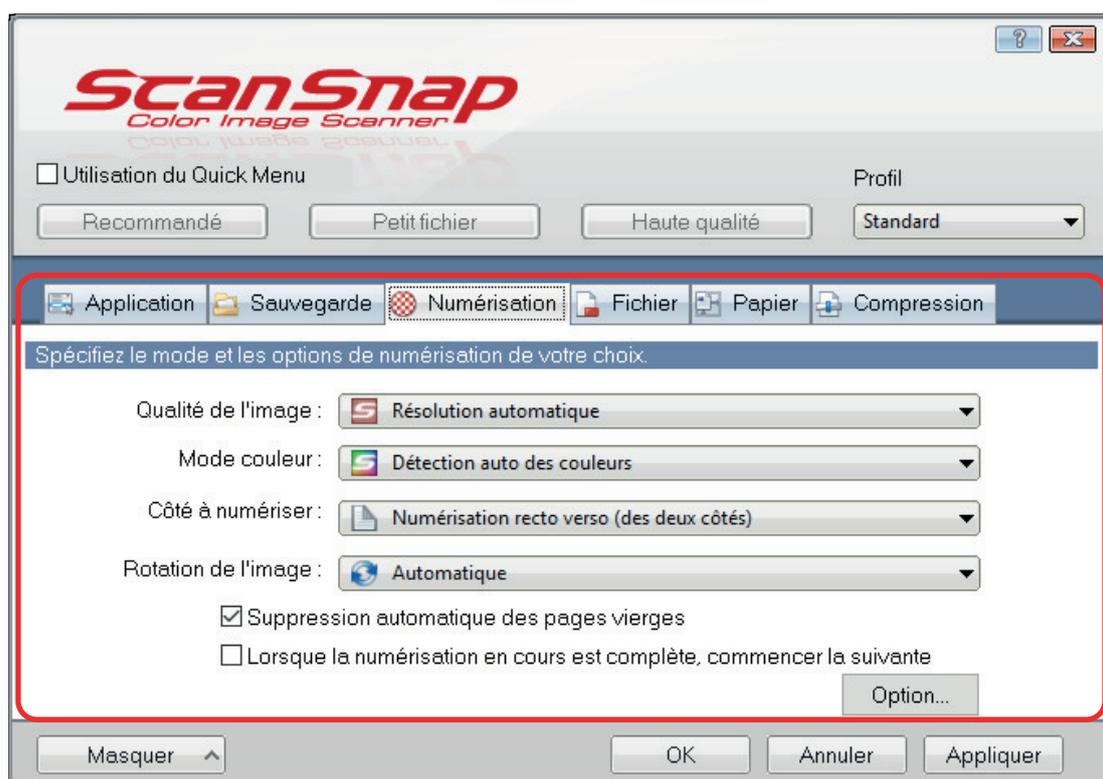 ScanSnap
Color Image Scanner
Utilisation du Quick Menu
Profil
Recommandé Petit fichier Haute qualité Standard
Application Sauvegarde Numérisation Fichier Papier Compression
Spécifiez le mode et les options de numérisation de votre choix.
Qualité de l'image : Résolution automatique
Mode couleur : Détection auto des couleurs
Côté à numériser : Numérisation recto verso (des deux côtés)
Rotation de l'image : Automatique
Suppression automatique des pages vierges
Lorsque la numérisation en cours est complète, commencer la suivante
Option...
Masquer OK Annuler Appliquer